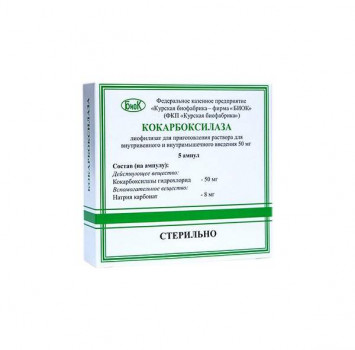 БИОК
Федеральное казенное предприятие
«Курская биофабрика – фирма «БИОК»
(ФКП «Курская биофабрика»)
КОКАРБОКСИЛАЗА
лиофилизат для приготовления раствора для
внутривенного и внутримышечного введения 50 мг
5 ампул
Состав (на ампулу):
Действующее вещество:
Кокарбоксилазы гидрохлорид - 50 мг
Вспомогательное вещество:
Натрия карбонат - 8 мг
СТЕРИЛЬНО
КОКАРБОКСИЛАЗА